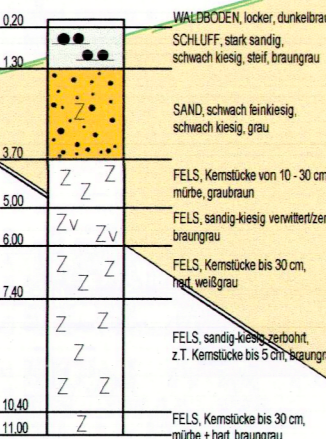 0,20
WALDBODEN, locker, dunkelbrau
SCHLUFF, stark sandig,
schwach kiesig, steif, braungrau
1,30
Z
SAND, schwach feinkiesig,
schwach kiesig, grau
3,70
Z Z
Z
FELS, Kernstücke von 10 - 30 cm
mürbe, graubraun
5,00
Zv
Zv
FELS, sandig-kiesig verwittert/zer
braungrau
6,00
Z Z
Z
FELS, Kernstücke bis 30 cm,
hart, weißgrau
7,40
Z Z
Z
Z Z
FELS, sandig-kiesig zerbohrt,
z.T. Kernstücke bis 5 cm, braungra
10,40
Z
FELS, Kernstücke bis 30 cm,
mürbe + hart, braungrau
11,00